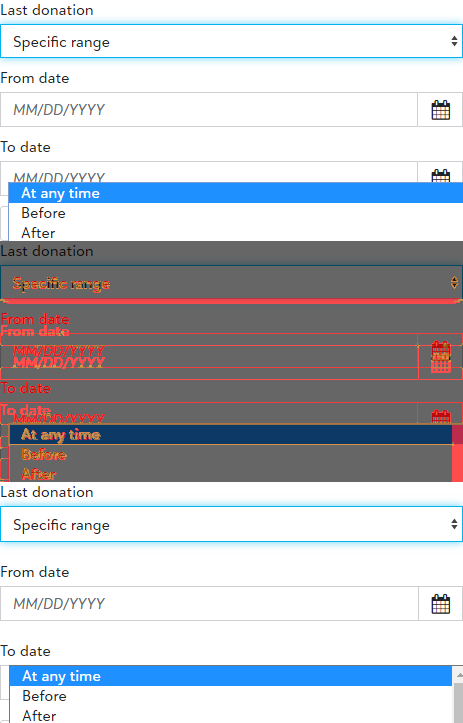 Last donation
Specific range
From date
MM/DD/YYYY
To date
MM/DD/YYYY
At any time
Before
After
Last donation
Specific range
From date
From date
MM/DD/YYYY
MM/DD/YYYY
To date
To date
MM/DD/YYYY
At any time
Before
After
Last donation
Specific range
From date
MM/DD/YYYY
To date
At any time
Before
After